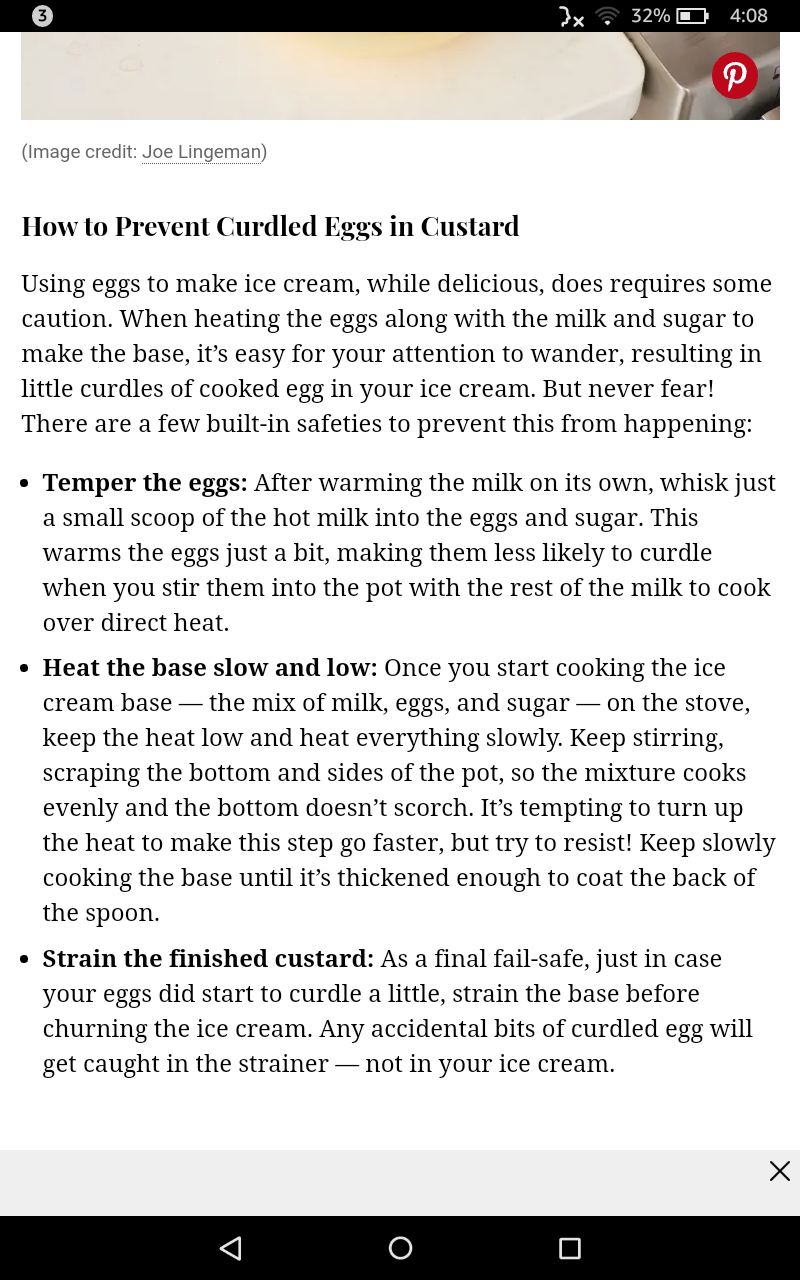 3
32%
4:08
(Image credit: Joe Lingeman)
How to Prevent Curdled Eggs in Custard
Using eggs to make ice cream, while delicious, does requires some
caution. When heating the eggs along with the milk and sugar to
make the base, it’s easy for your attention to wander, resulting in
little curdles of cooked egg in your ice cream. But never fear!
There are a few built-in safeties to prevent this from happening:
• Temper the eggs: After warming the milk on its own, whisk just
a small scoop of the hot milk into the eggs and sugar. This
warms the eggs just a bit, making them less likely to curdle
when you stir them into the pot with the rest of the milk to cook
over direct heat.
• Heat the base slow and low: Once you start cooking the ice
cream base — the mix of milk, eggs, and sugar — on the stove,
keep the heat low and heat everything slowly. Keep stirring,
scraping the bottom and sides of the pot, so the mixture cooks
evenly and the bottom doesn’t scorch. It’s tempting to turn up
the heat to make this step go faster, but try to resist! Keep slowly
cooking the base until it’s thickened enough to coat the back of
the spoon.
• Strain the finished custard: As a final fail-safe, just in case
your eggs did start to curdle a little, strain the base before
churning the ice cream. Any accidental bits of curdled egg will
get caught in the strainer — not in your ice cream.